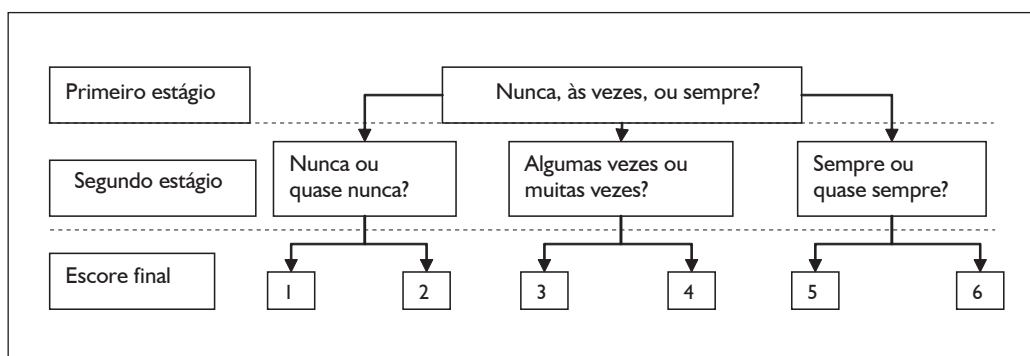 Primeiro estágio
Nunca, às vezes, ou sempre?
Segundo estágio
Nunca ou
quase nunca?
Algumas vezes ou
muitas vezes?
Sempre ou
quase sempre?
Escore final
1
2
3
4
5
6